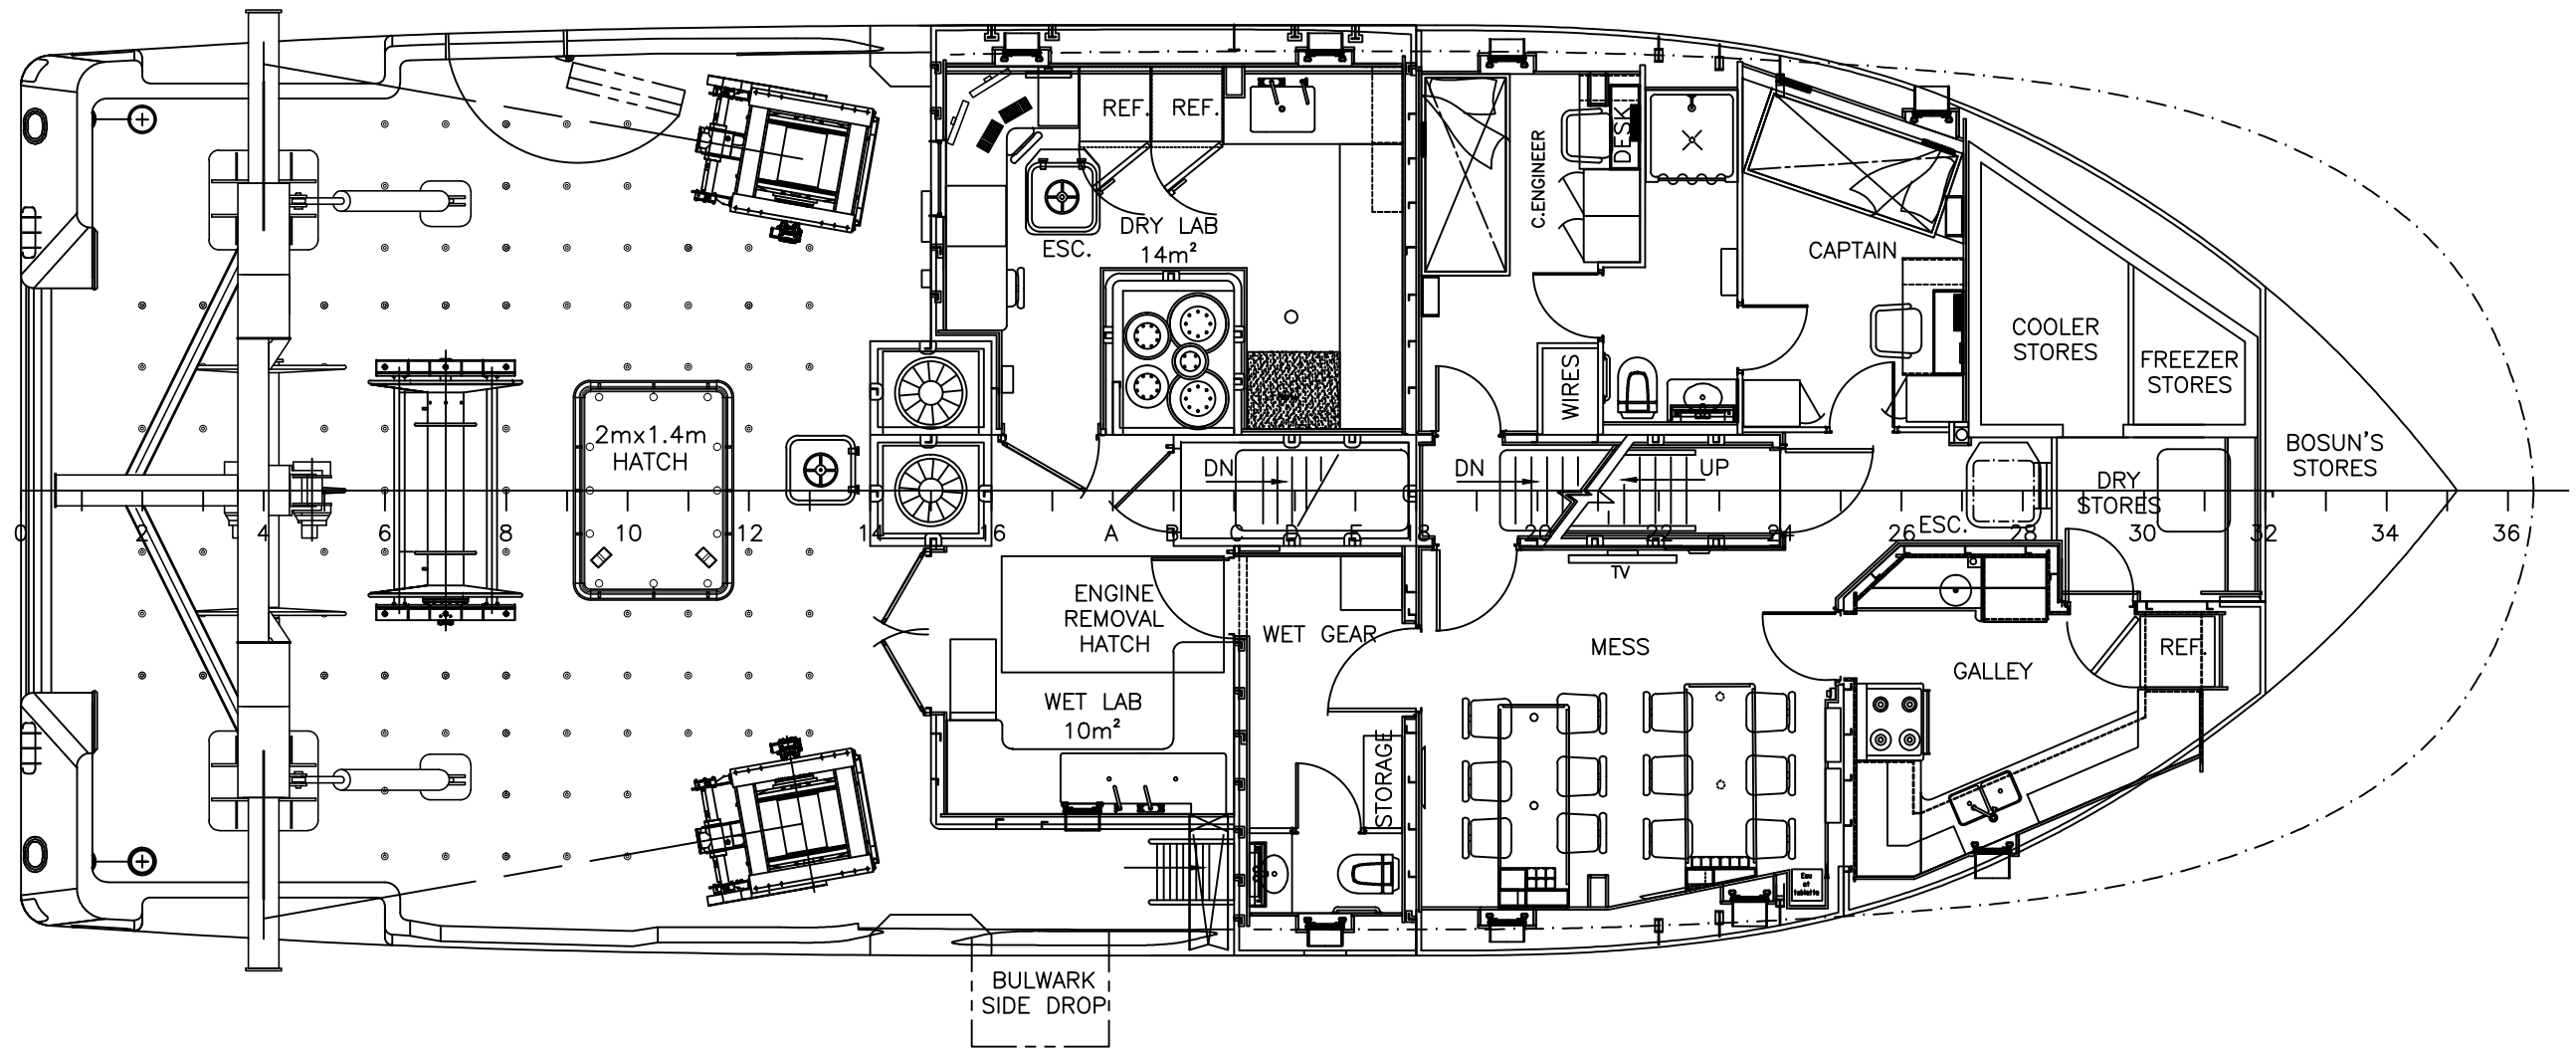 REF.
REF.
DESK
C.ENGINEER
DRY LAB
14m²
ESC.
CAPTAIN
COOLER
STORES
FREEZER
STORES
WIRES
2mx1.4m
HATCH
DN
DN
UP
DRY
STORES
BOSUN'S
STORES
0
2
4
6
8
10
12
14
16
A
B
C
D
E
18
20
22
24
26
ESC.
28
30
32
34
36
TV
ENGINE
REMOVAL
HATCH
WET GEAR
MESS
GALLEY
REF.
WET LAB
10m²
STORAGE
Eau
et
tablette
BULWARK
SIDE DROP